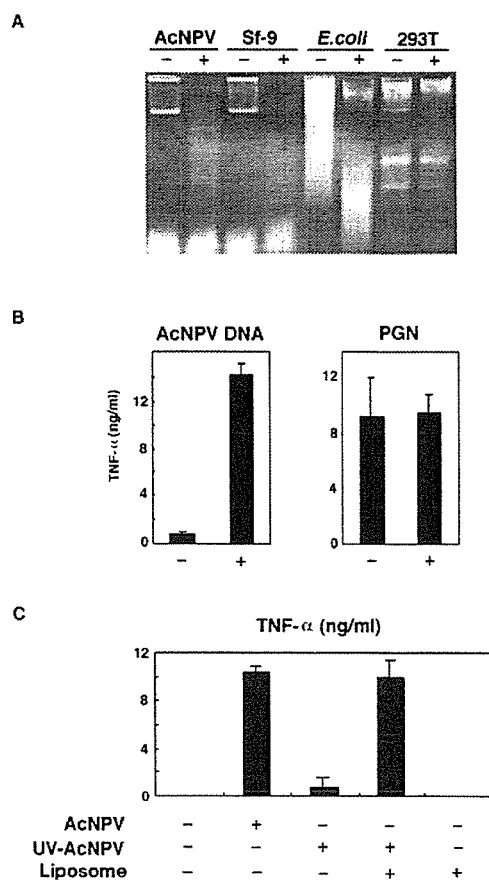 A
AcNPV Sf-9 E.coli 293T
− + − + − + − +
B
AcNPV DNA PGN
TNF-α (ng/ml)
12
8
4
0
− +
12
8
4
0
− +
C
TNF-α (ng/ml)
12
8
4
0
AcNPV − + − − −
UV-AcNPV − − + + −
Liposome − − − + +